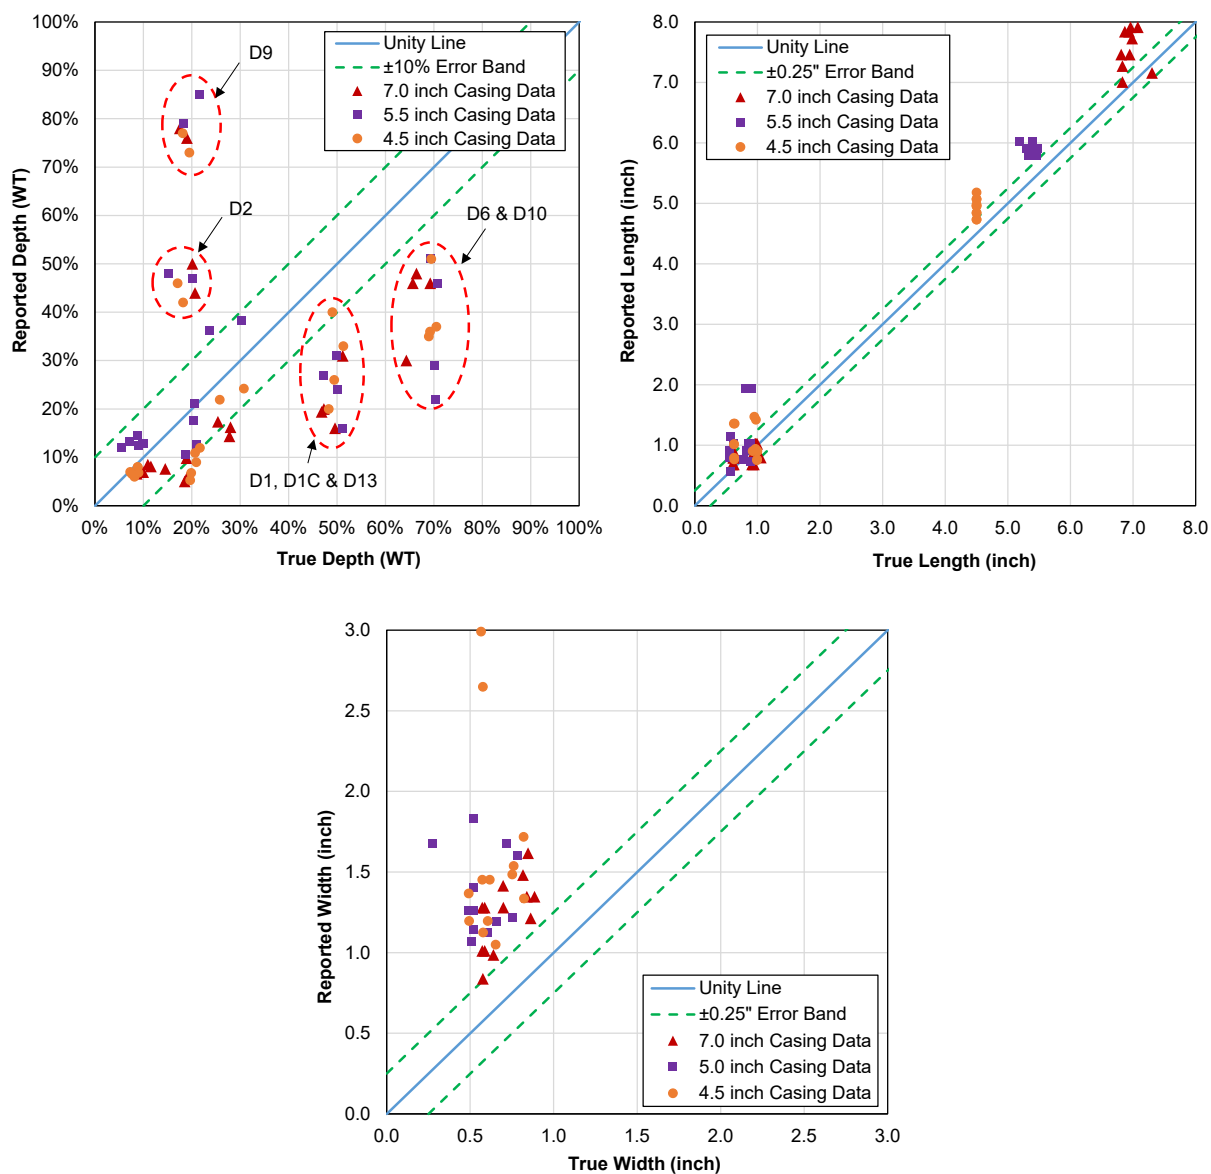 100%
90%
80%
70%
60%
50%
40%
30%
20%
10%
0%
0%
10%
20%
30%
40%
50%
60%
70%
80%
90%
100%
Reported Depth (WT)
True Depth (WT)
Unity Line
±10% Error Band
7.0 inch Casing Data
5.5 inch Casing Data
4.5 inch Casing Data
D9
D2
D6 & D10
D1, D1C & D13
8.0
7.0
6.0
5.0
4.0
3.0
2.0
1.0
0.0
0.0
1.0
2.0
3.0
4.0
5.0
6.0
7.0
8.0
Reported Length (inch)
True Length (inch)
Unity Line
±0.25" Error Band
7.0 inch Casing Data
5.5 inch Casing Data
4.5 inch Casing Data
3.0
2.5
2.0
1.5
1.0
0.5
0.0
0.0
0.5
1.0
1.5
2.0
2.5
3.0
Reported Width (inch)
True Width (inch)
Unity Line
±0.25" Error Band
7.0 inch Casing Data
5.0 inch Casing Data
4.5 inch Casing Data